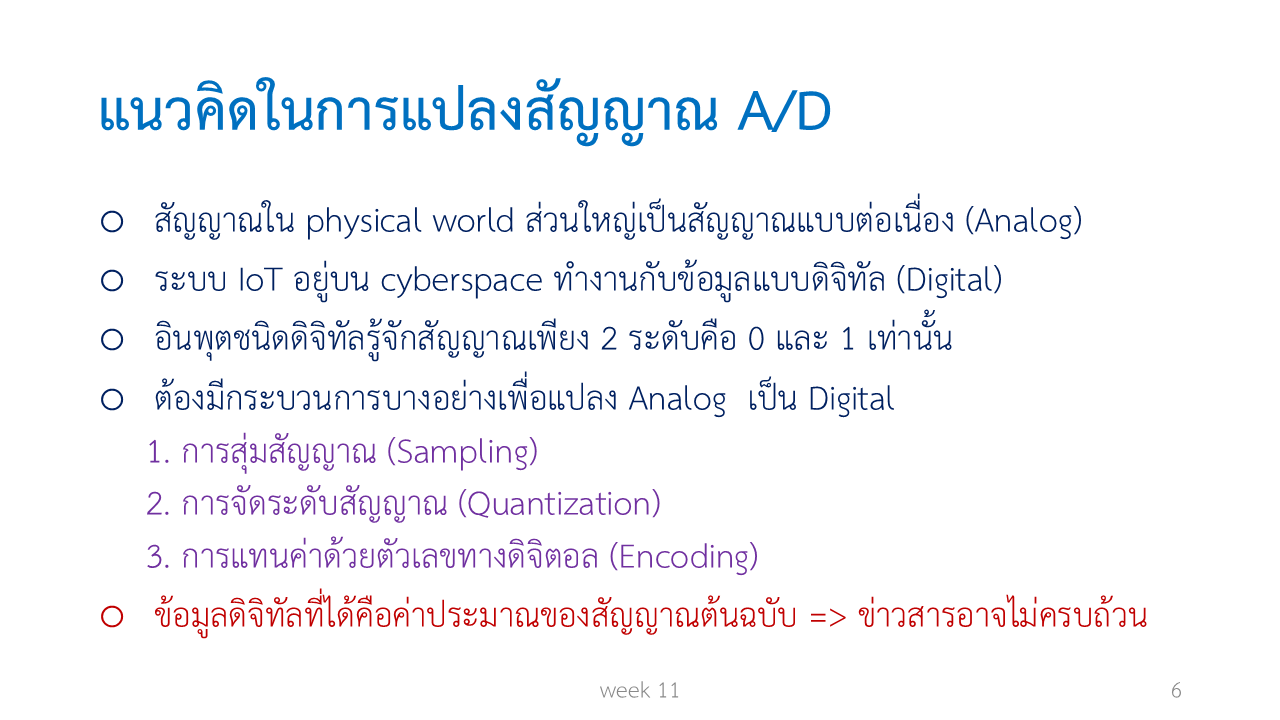 แนวคิดในการแปลงสัญญาณ A/D
o สัญญาณใน physical world ส่วนใหญ่เป็นสัญญาณแบบต่อเนื่อง (Analog)
o ระบบ IoT อยู่บน cyberspace ทำงานกับข้อมูลแบบดิจิทัล (Digital)
o อินพุตชนิดดิจิทัลรู้จักสัญญาณเพียง 2 ระดับคือ 0 และ 1 เท่านั้น
o ต้องมีกระบวนการบางอย่างเพื่อแปลง Analog เป็น Digital
1. การสุ่มสัญญาณ (Sampling)
2. การจัดระดับสัญญาณ (Quantization)
3. การแทนค่าด้วยตัวเลขทางดิจิตอล (Encoding)
o ข้อมูลดิจิทัลที่ได้คือค่าประมาณของสัญญาณต้นฉบับ => ข่าวสารอาจไม่ครบถ้วน
week 11
6